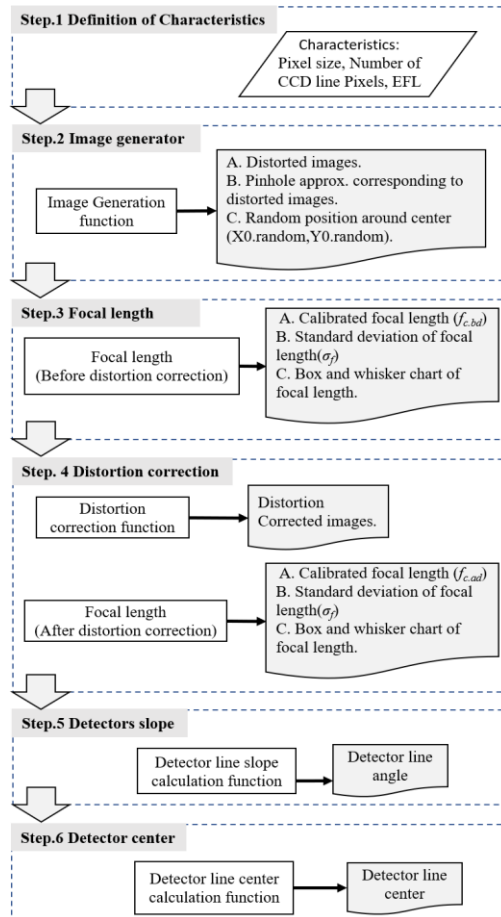 Step.1 Definition of Characteristics
Characteristics:
Pixel size, Number of
CCD line Pixels, EFL
Step.2 Image generator
Image Generation
function
A. Distorted images.
B. Pinhole approx. corresponding to
distorted images.
C. Random position around center
(X0.random,Y0.random).
Step.3 Focal length
Focal length
(Before distortion correction)
A. Calibrated focal length (fc.bd)
B. Standard deviation of focal
length(σf)
C. Box and whisker chart of
focal length.
Step. 4 Distortion correction
Distortion
correction function
Distortion
Corrected images.
Focal length
(After distortion correction)
A. Calibrated focal length (fc.ad)
B. Standard deviation of focal
length(σf)
C. Box and whisker chart of
focal length.
Step.5 Detectors slope
Detector line slope
calculation function
Detector line
angle
Step.6 Detector center
Detector line center
calculation function
Detector line
center